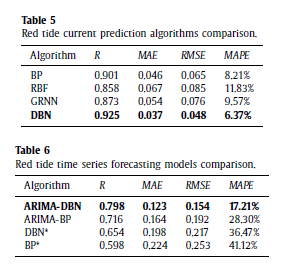 Table 5
Red tide current prediction algorithms comparison.
Algorithm R MAE RMSE MAPE
BP 0.901 0.046 0.065 8.21%
RBF 0.858 0.067 0.085 11.83%
GRNN 0.873 0.054 0.076 9.57%
DBN 0.925 0.037 0.048 6.37%
Table 6
Red tide time series forecasting models comparison.
Algorithm R MAE RMSE MAPE
ARIMA-DBN 0.798 0.123 0.154 17.21%
ARIMA-BP 0.716 0.164 0.192 28.30%
DBN* 0.654 0.198 0.217 36.47%
BP* 0.598 0.224 0.253 41.12%